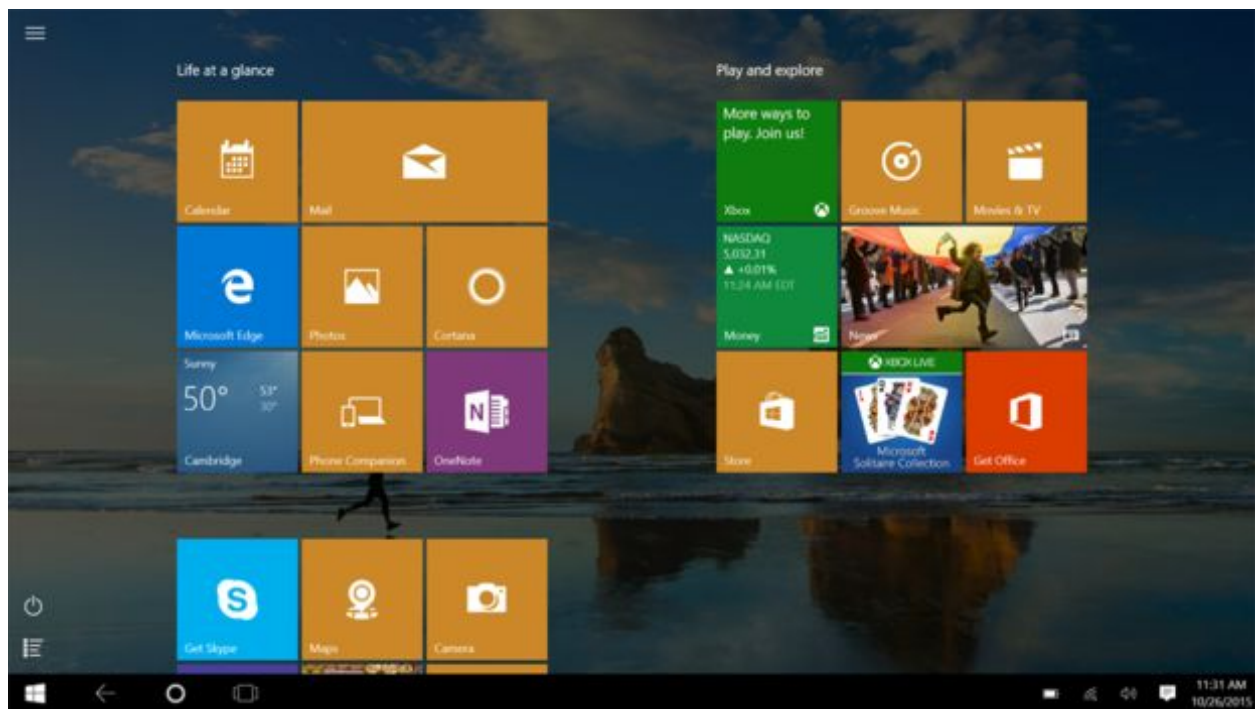 Life at a glance
Calendar
Mail
Microsoft Edge
Photos
Cortana
Sunny
50°
53°
30°
Cambridge
Phone Companion
N
OneNote
S
Get Skype
Maps
Camera
Play and explore
More ways to
play. Join us!
Xbox
Groove Music
Movies & TV
NASDAQ
5,032.31
▲ +0.01%
11:24 AM EDT
Money
News
Store
XBOX LIVE
Microsoft
Solitaire Collection
Get Office
11:31 AM
10/26/2015